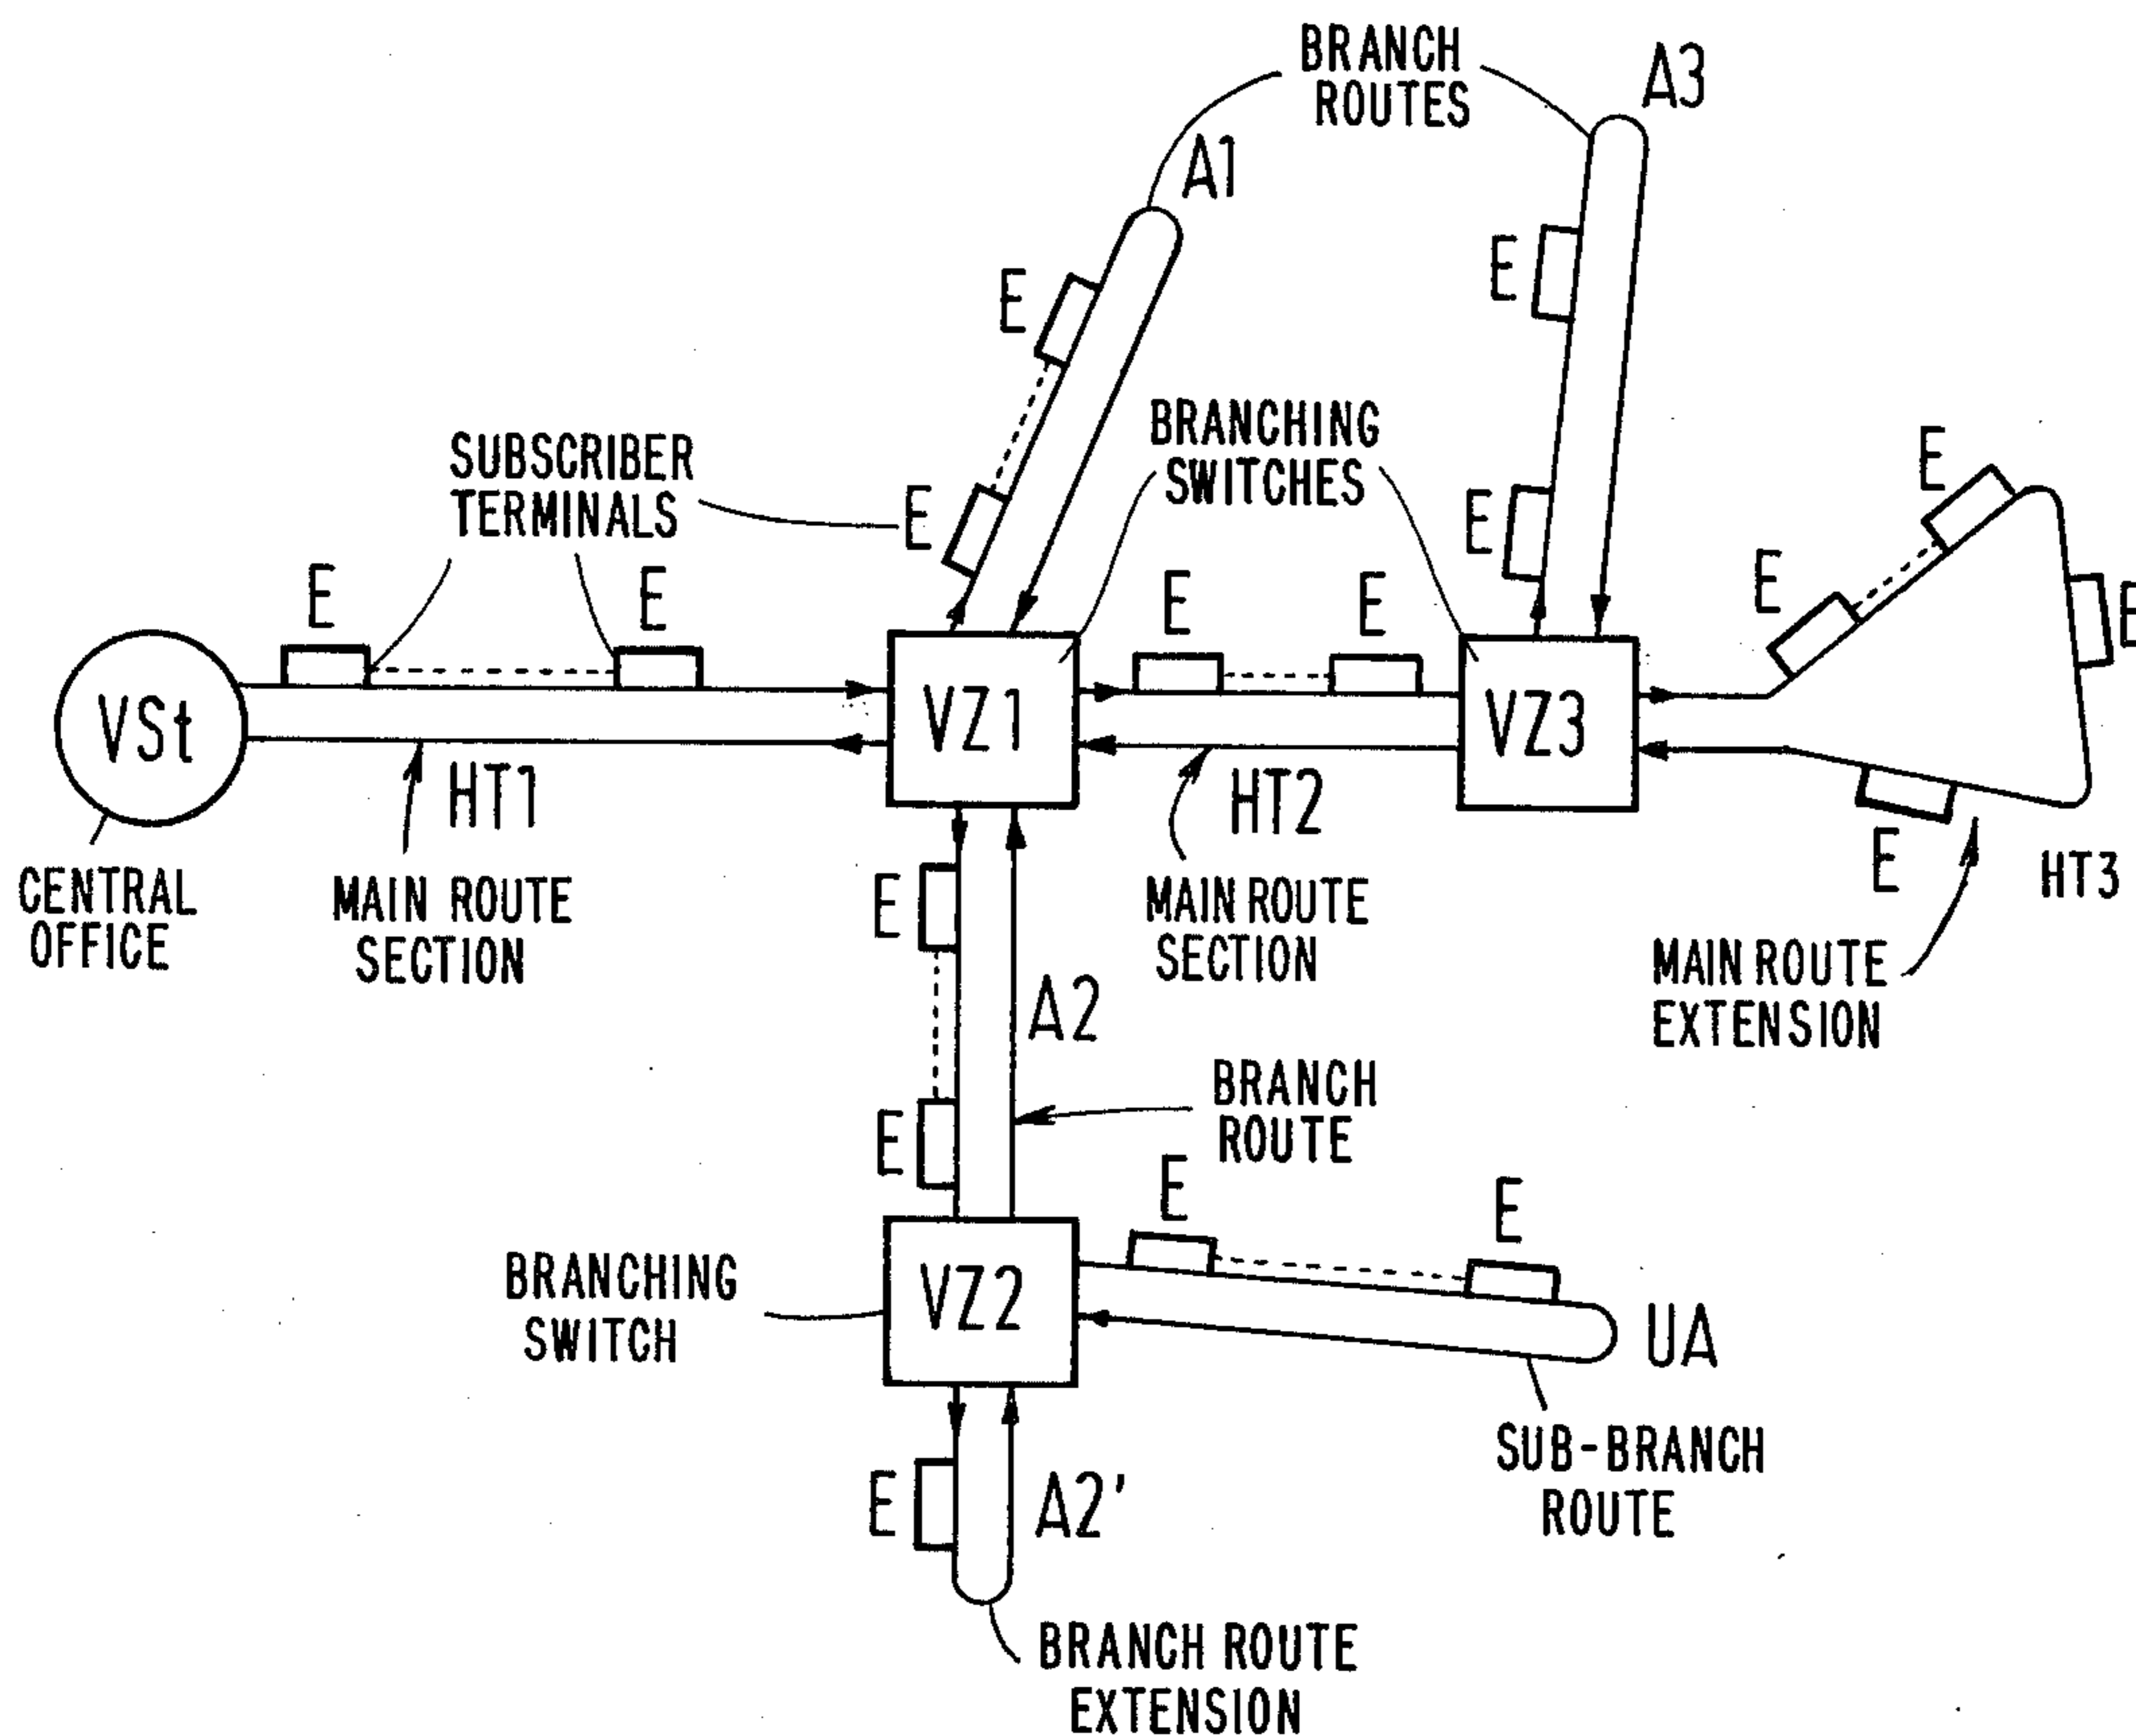 BRANCH
ROUTES
A3
A1
E
E
E
E
E
E
E
E
E
E
E
E
SUBSCRIBER
TERMINALS
BRANCHING
SWITCHES
VSt
VZ1
VZ3
HT1
HT2
HT3
CENTRAL
OFFICE
MAIN ROUTE
SECTION
MAIN ROUTE
SECTION
MAIN ROUTE
EXTENSION
E
A2
E
BRANCH
ROUTE
E
E
BRANCHING
SWITCH
VZ2
UA
SUB-BRANCH
ROUTE
E
A2'
BRANCH ROUTE
EXTENSION